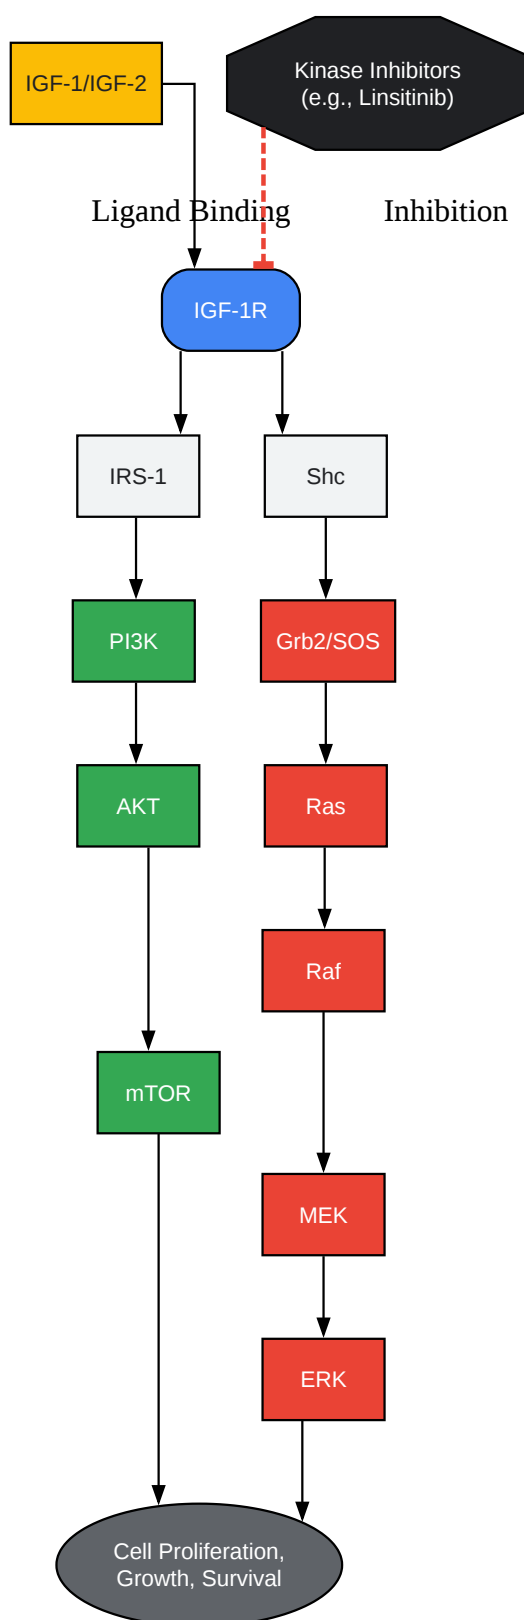 IGF-1/IGF-2
Kinase Inhibitors
(e.g., Linsitinib)
Ligand Binding
Inhibition
IGF-1R
IRS-1
Shc
PI3K
Grb2/SOS
AKT
Ras
Raf
mTOR
MEK
ERK
Cell Proliferation,
Growth, Survival